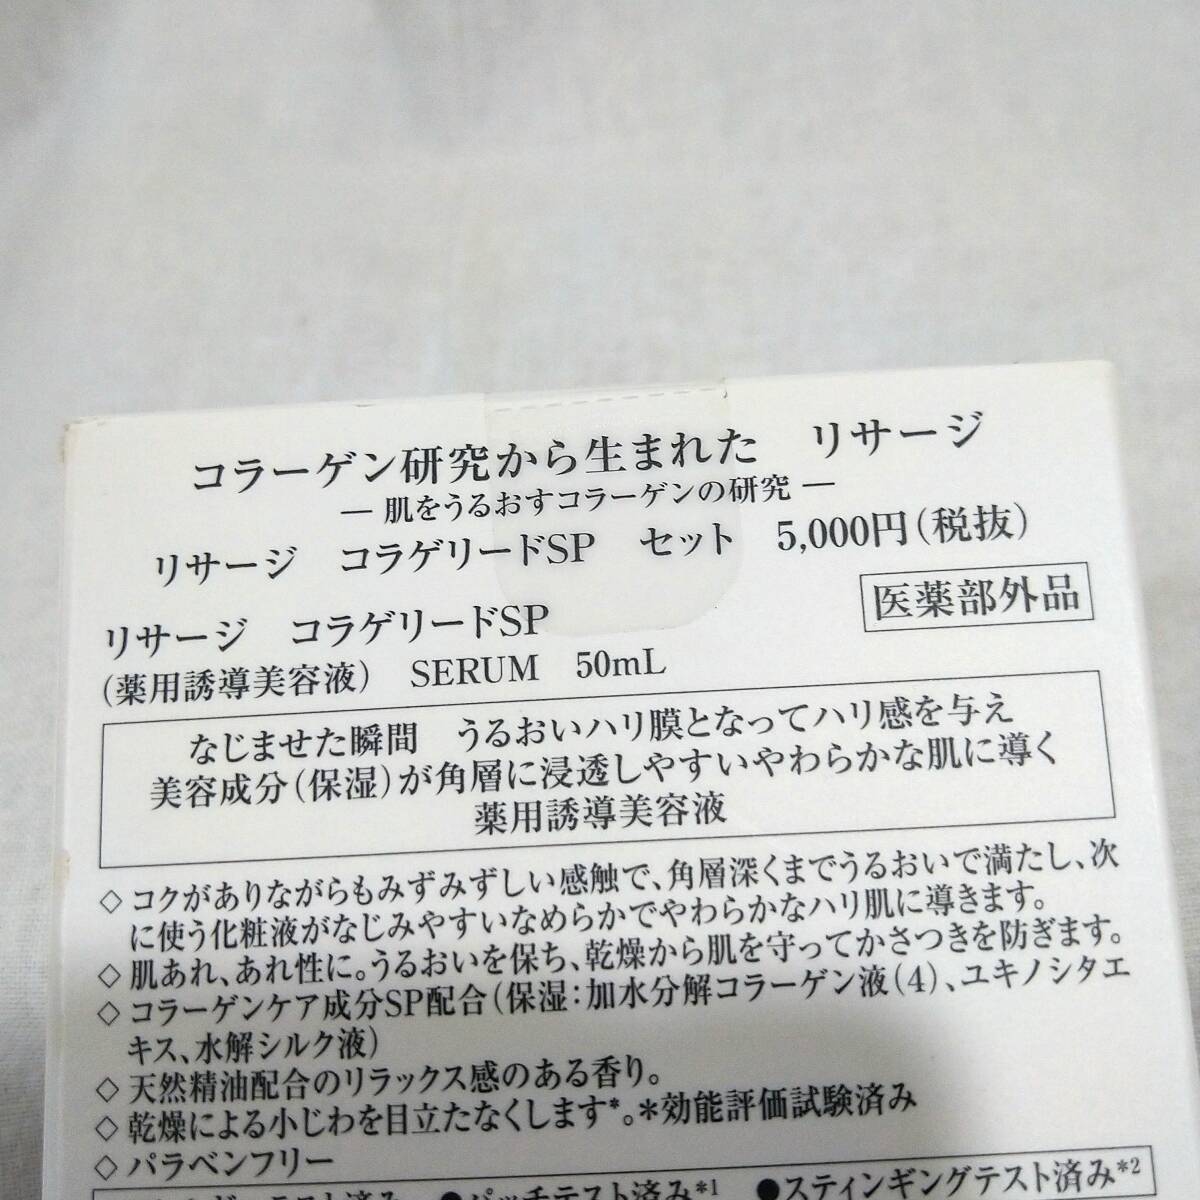 コラーゲン研究から生まれた　リサージ
― 肌をうるおすコラーゲンの研究 ―
リサージ　コラゲリードSP　セット　5,000円(税抜)
医薬部外品
リサージ　コラゲリードSP
(薬用誘導美容液)　SERUM　50mL
なじませた瞬間　うるおいハリ膜となってハリ感を与え
美容成分(保湿)が角層に浸透しやすいやわらかな肌に導く
薬用誘導美容液
◇コクがありながらもみずみずしい感触で、角層深くまでうるおいで満たし、次
に使う化粧液がなじみやすいなめらかでやわらかなハリ肌に導きます。
◇肌あれ、あれ性に。うるおいを保ち、乾燥から肌を守ってかさつきを防ぎます。
◇コラーゲンケア成分SP配合(保湿:加水分解コラーゲン液(4)、ユキノシタエ
キス、水解シルク液)
◇天然精油配合のリラックス感のある香り。
◇乾燥による小じわを目立たなくします*。*効能評価試験済み
◇パラベンフリー
●パッチテスト済み*1　●スティンギングテスト済み*2